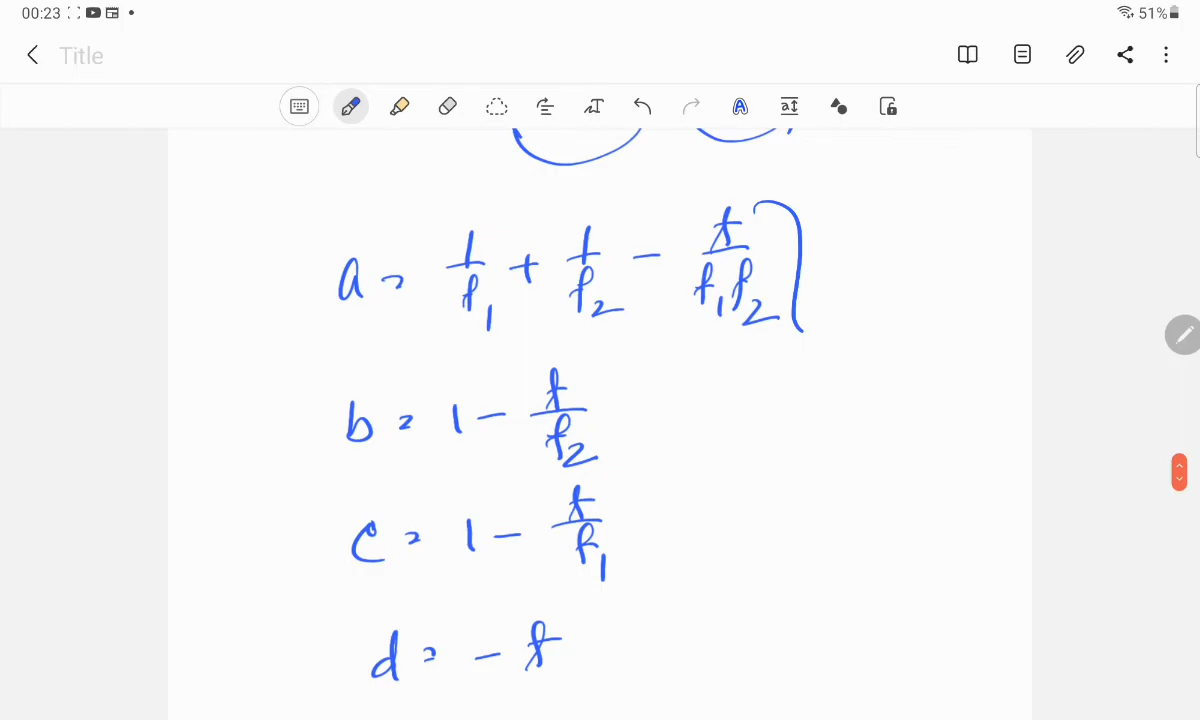 00:23 51%
Title
a = 1/f₁ + 1/f₂ - t/f₁f₂
b = 1 - t/f₂
c = 1 - t/f₁
d = - t